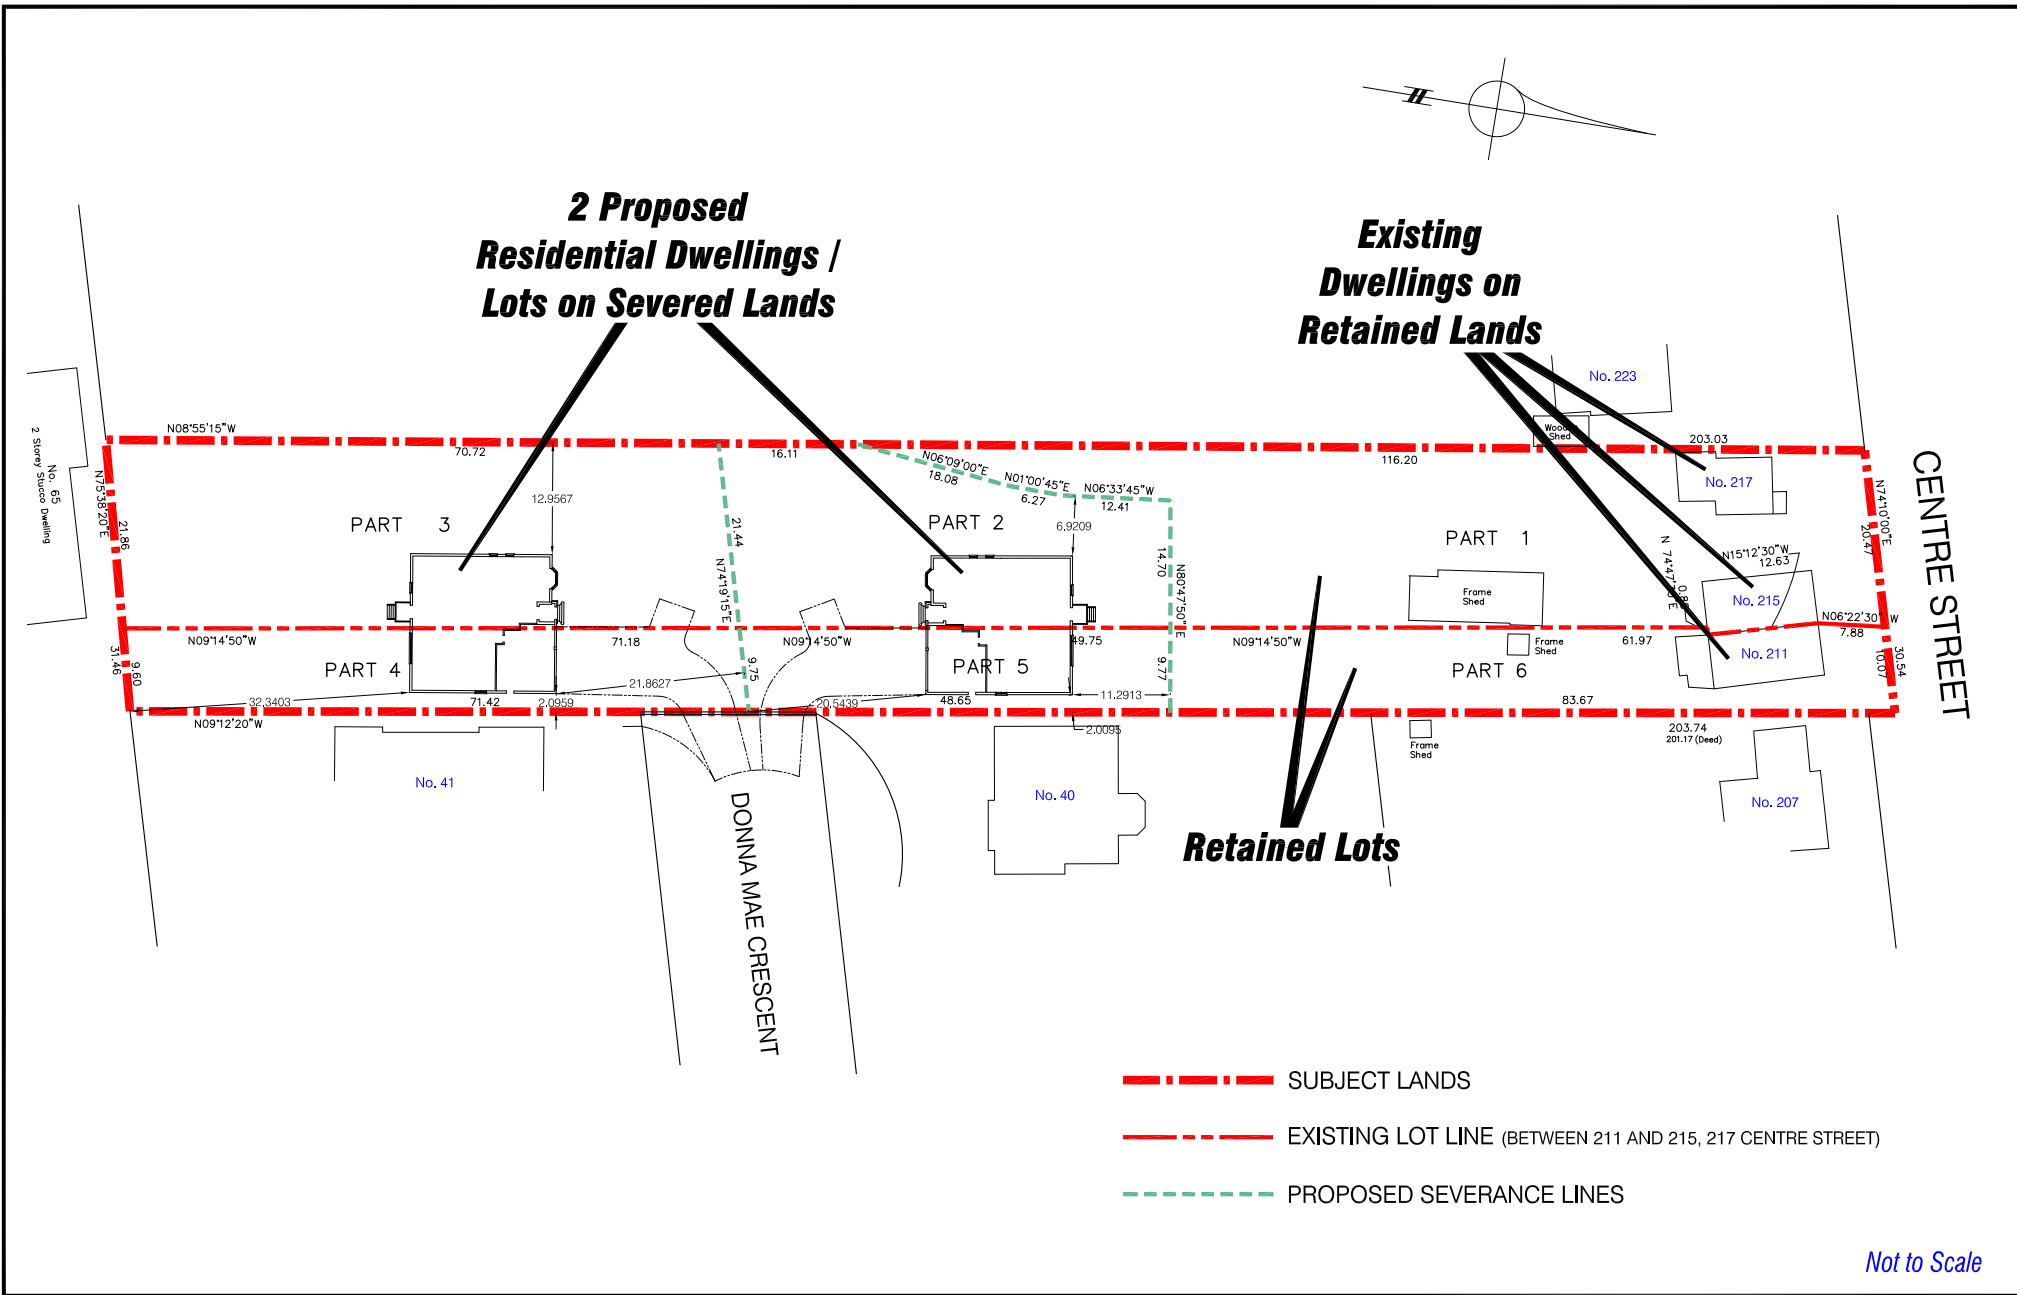 2 Proposed
Residential Dwellings /
Lots on Severed Lands
Existing
Dwellings on
Retained Lands
No. 223
Shed
N08°55'15"W
70.72
16.11
116.20
203.03
No. 65
2 Storey Stucco Dwelling
N75°38'20"E
21.86
31.46
9.60
12.9567
PART 3
21.44
N74°19'15"E
9.75
N06°09'00"E
18.08
N01°00'45"E
6.27
N06°33'45"W
12.41
PART 2
6.9209
14.70
N80°47'50"E
9.77
PART 1
Frame
Shed
Frame
Shed
No. 217
N15°12'30"W
12.63
No. 215
N06°22'30"W
7.88
No. 211
N74°10'00"E
20.47
30.54
10.07
CENTRE STREET
N09°14'50"W
71.18
N09°14'50"W
49.75
N09°14'50"W
61.97
PART 4
PART 5
PART 6
32.3403
71.42
2.0959
21.8627
20.5439
48.65
11.2913
83.67
N09°12'20"W
2.0095
203.74
201.17 (Deed)
Frame
Shed
No. 41
No. 40
No. 207
DONNA MAE CRESCENT
Retained Lots
SUBJECT LANDS
EXISTING LOT LINE (BETWEEN 211 AND 215, 217 CENTRE STREET)
PROPOSED SEVERANCE LINES
Not to Scale